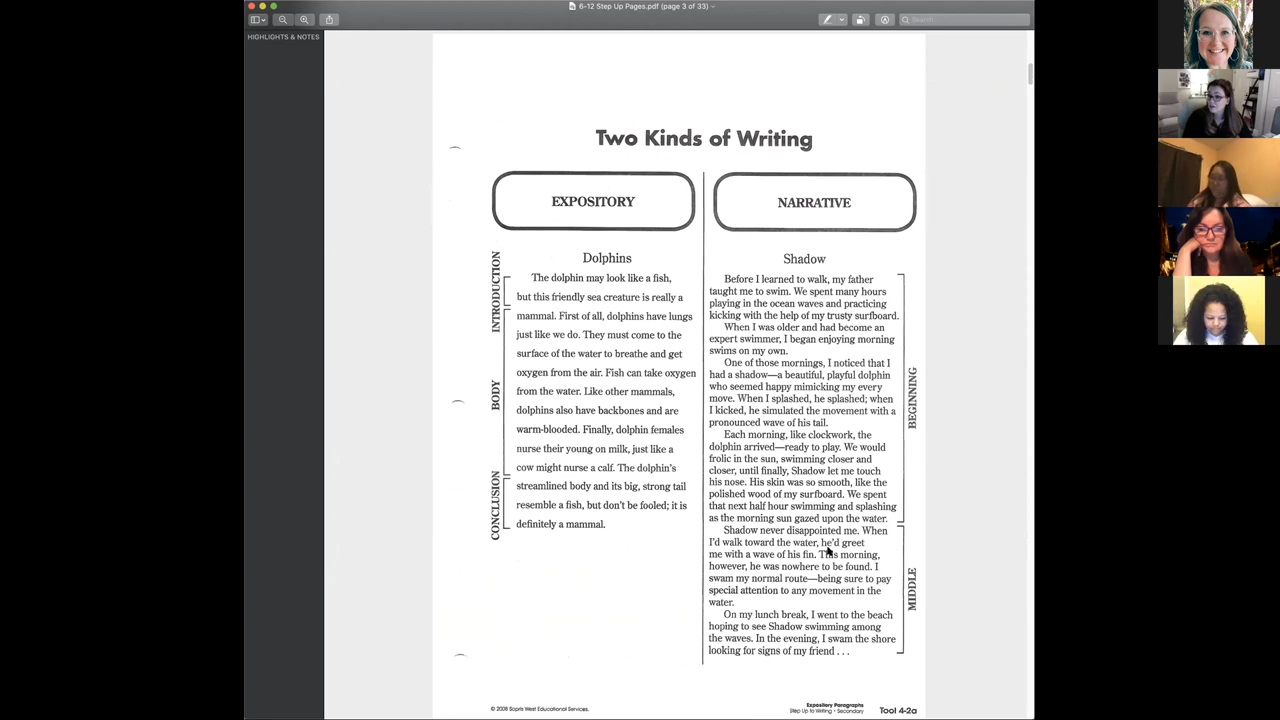 6-12 Step Up Pages.pdf (page 3 of 33)
Search
HIGHLIGHTS & NOTES
Two Kinds of Writing
EXPOSITORY
Dolphins
INTRODUCTION
The dolphin may look like a fish,
but this friendly sea creature is really a
mammal. First of all, dolphins have lungs
just like we do. They must come to the
surface of the water to breathe and get
oxygen from the air. Fish can take oxygen
BODY
from the water. Like other mammals,
dolphins also have backbones and are
warm-blooded. Finally, dolphin females
nurse their young on milk, just like a
cow might nurse a calf. The dolphin's
CONCLUSION
streamlined body and its big, strong tail
resemble a fish, but don't be fooled; it is
definitely a mammal.
NARRATIVE
Shadow
Before I learned to walk, my father
taught me to swim. We spent many hours
playing in the ocean waves and practicing
kicking with the help of my trusty surfboard.
When I was older and had become an
expert swimmer, I began enjoying morning
swims on my own.
One of those mornings, I noticed that I
had a shadow—a beautiful, playful dolphin
who seemed happy mimicking my every
move. When I splashed, he splashed; when
I kicked, he simulated the movement with a
pronounced wave of his tail.
BEGINNING
Each morning, like clockwork, the
dolphin arrived—ready to play. We would
frolic in the sun, swimming closer and
closer, until finally, Shadow let me touch
his nose. His skin was so smooth, like the
polished wood of my surfboard. We spent
that next half hour swimming and splashing
as the morning sun gazed upon the water.
Shadow never disappointed me. When
I'd walk toward the water, he'd greet
me with a wave of his fin. This morning,
however, he was nowhere to be found. I
swam my normal route—being sure to pay
special attention to any movement in the
water.
MIDDLE
On my lunch break, I went to the beach
hoping to see Shadow swimming among
the waves. In the evening, I swam the shore
looking for signs of my friend . . .
© 2008 Sopris West Educational Services.
Expository Paragraphs
Step Up to Writing • Secondary
Tool 4-2a